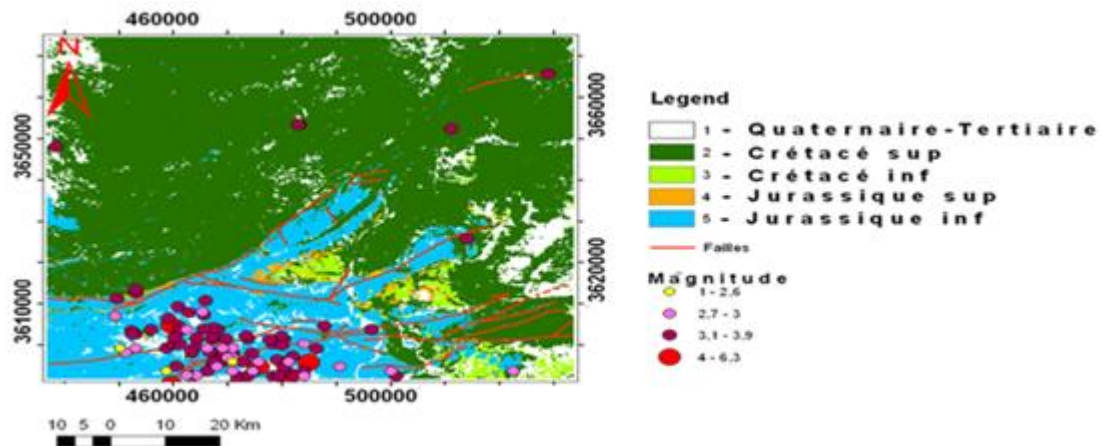 460000 500000
N
3660000
3650000
3620000
3610000
460000 500000
10 5 0 10 20 Km
Legend
1 - Quaternaire-Tertiaire
2 - Crétacé sup
3 - Crétacé inf
4 - Jurassique sup
5 - Jurassique inf
Failles
Magnitude
1 - 2,6
2,7 - 3
3,1 - 3,9
4 - 6,3